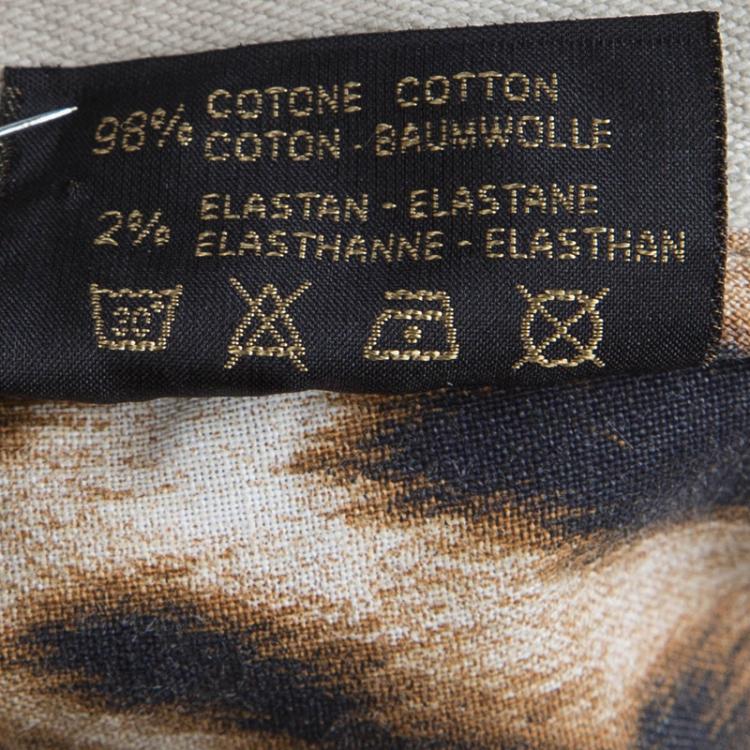 98% COTONE COTTON
COTON - BAUMWOLLE
2% ELASTAN - ELASTANE
ELASTHANNE - ELASTHAN
30°